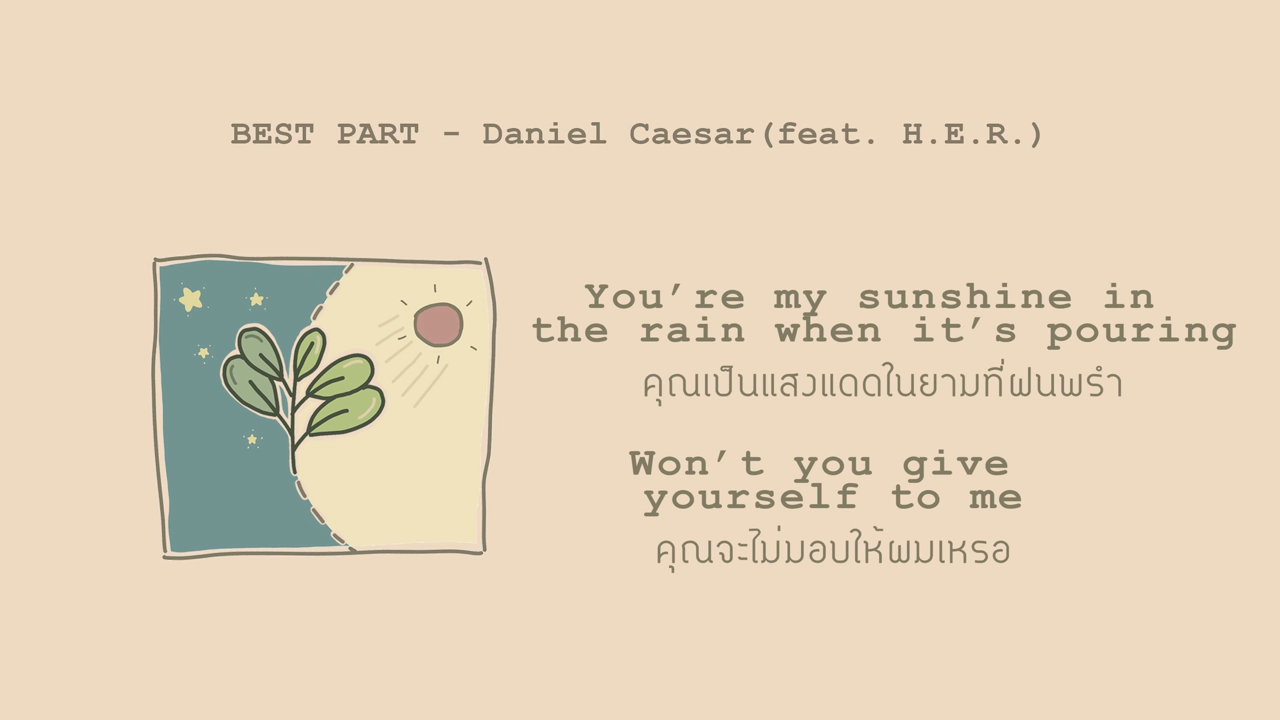 BEST PART - Daniel Caesar(feat. H.E.R.)
You’re my sunshine in
the rain when it’s pouring
คุณเป็นแสงแดดในยามที่ฝนพรำ
Won’t you give
yourself to me
คุณจะไม่มอบให้ผมเหรอ